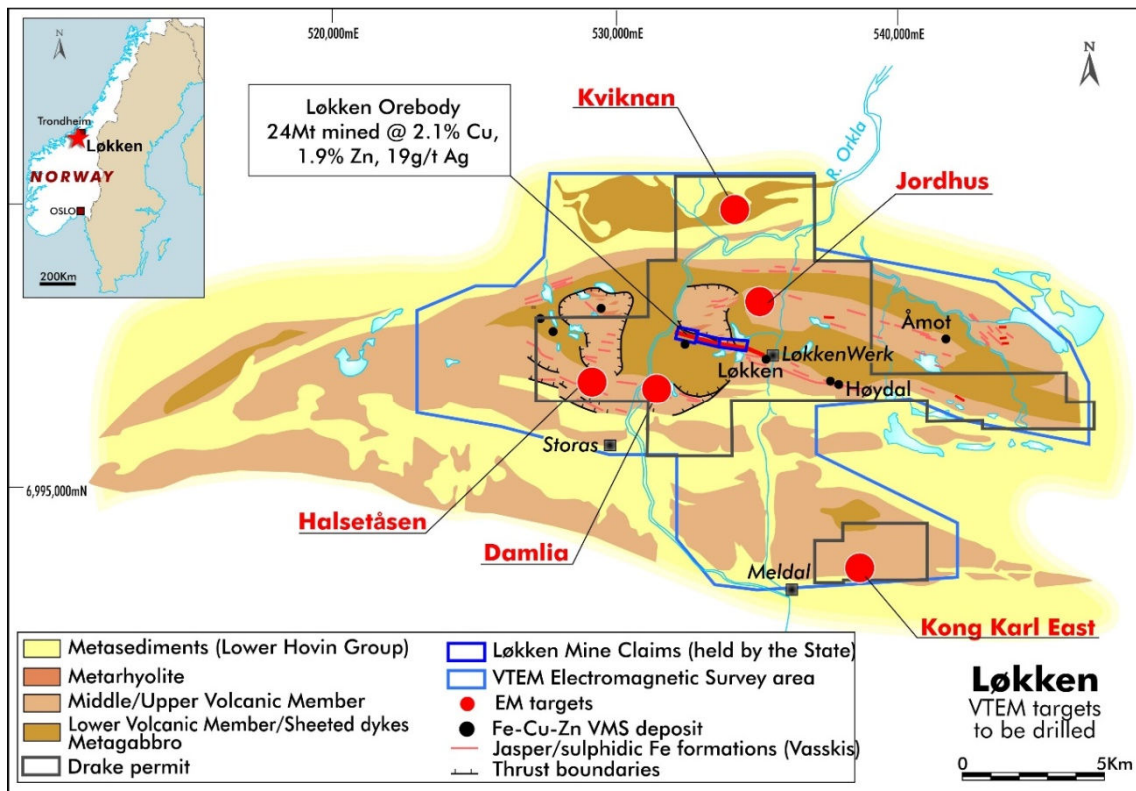 520,000mE
530,000mE
540,000mE
N
Trondheim
Løkken
NORWAY
OSLO
200Km
Løkken Orebody
24Mt mined @ 2.1% Cu,
1.9% Zn, 19g/t Ag
Kviknan
R. Orkla
Jordhus
N
Åmot
LøkkenWerk
Løkken
Høydal
Storas
6,995,000mN
Halsetåsen
Damlia
Meldal
Kong Karl East
Metasediments (Lower Hovin Group)
Metarhyolite
Middle/Upper Volcanic Member
Lower Volcanic Member/Sheeted dykes
Metagabbro
Drake permit
Løkken Mine Claims (held by the State)
VTEM Electromagnetic Survey area
EM targets
Fe-Cu-Zn VMS deposit
Jasper/sulphidic Fe formations (Vasskis)
Thrust boundaries
Løkken
VTEM targets
to be drilled
0 5Km